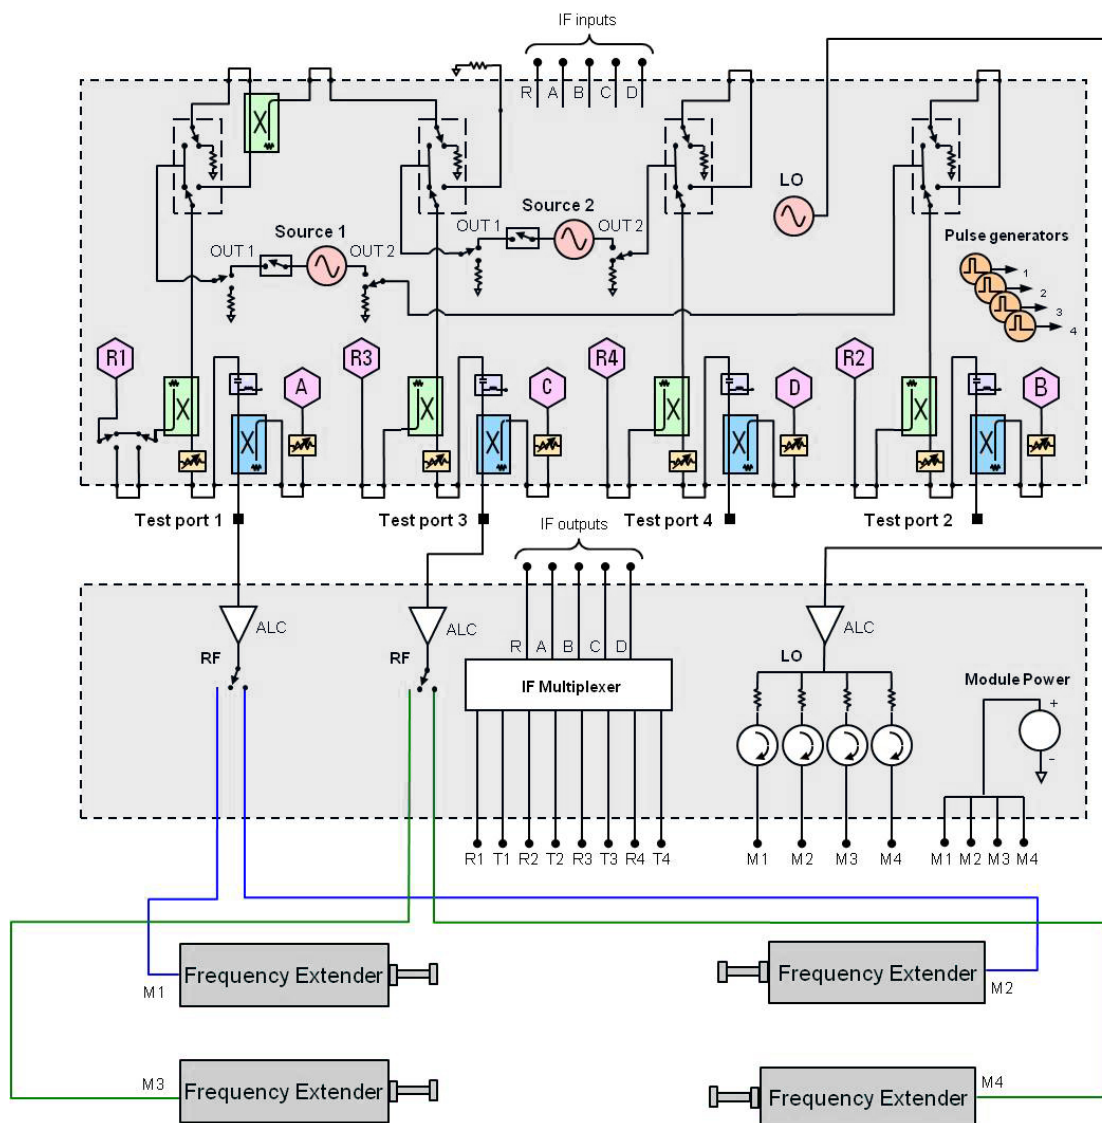 IF inputs
R A B C D
LO
Source 2
OUT 1 OUT 2
Source 1
OUT 1 OUT 2
Pulse generators
1
2
3
4
R1 A R3 C R4 D R2 B
Test port 1 Test port 3 Test port 4 Test port 2
IF outputs
ALC ALC ALC
R A B C D
RF RF LO
IF Multiplexer
Module Power
+
-
R1 T1 R2 T2 R3 T3 R4 T4
M1 M2 M3 M4
M1 M2 M3 M4
Frequency Extender
M1
Frequency Extender
M2
M3
Frequency Extender
M4
Frequency Extender